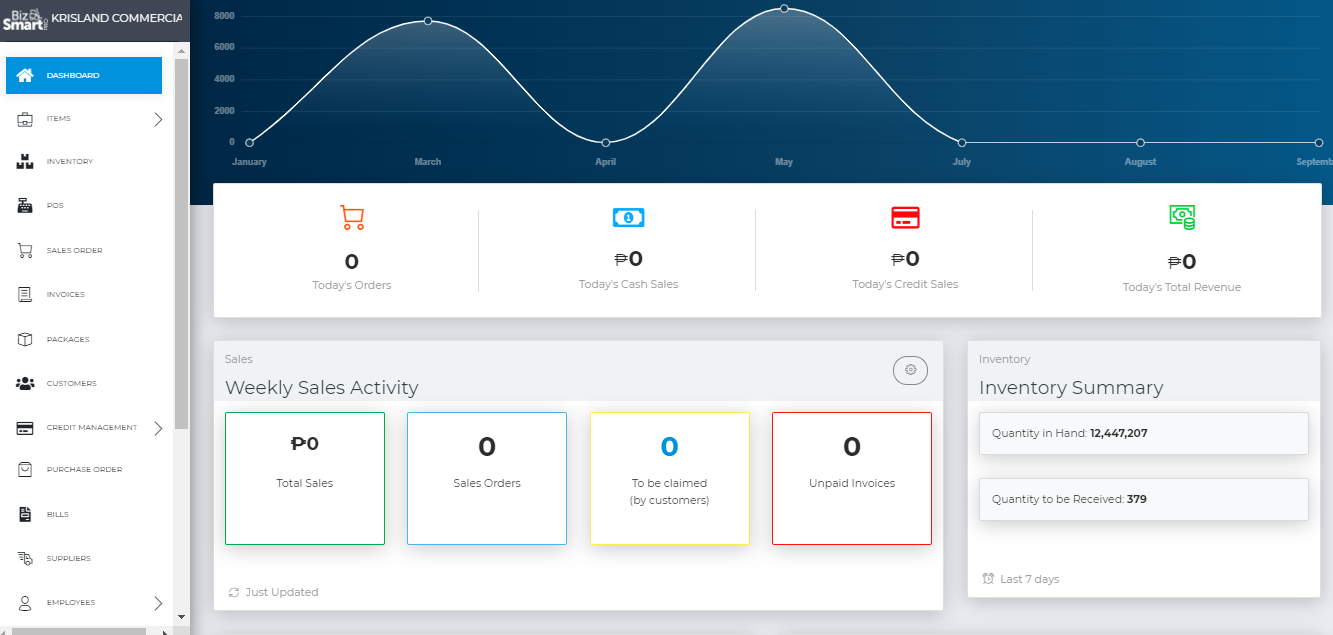 Biz
Smart
KRISLAND COMMERCIA
DASHBOARD
ITEMS
INVENTORY
POS
SALES ORDER
INVOICES
PACKAGES
CUSTOMERS
CREDIT MANAGEMENT
PURCHASE ORDER
BILLS
SUPPLIERS
EMPLOYEES
8000
6000
4000
2000
0
January March April May July August Septemb
0
Today's Orders
₱0
Today's Cash Sales
₱0
Today's Credit Sales
₱0
Today's Total Revenue
Sales
Weekly Sales Activity
₱0
Total Sales
0
Sales Orders
0
To be claimed
(by customers)
0
Unpaid Invoices
Just Updated
Inventory
Inventory Summary
Quantity in Hand: 12,447,207
Quantity to be Received: 379
Last 7 days